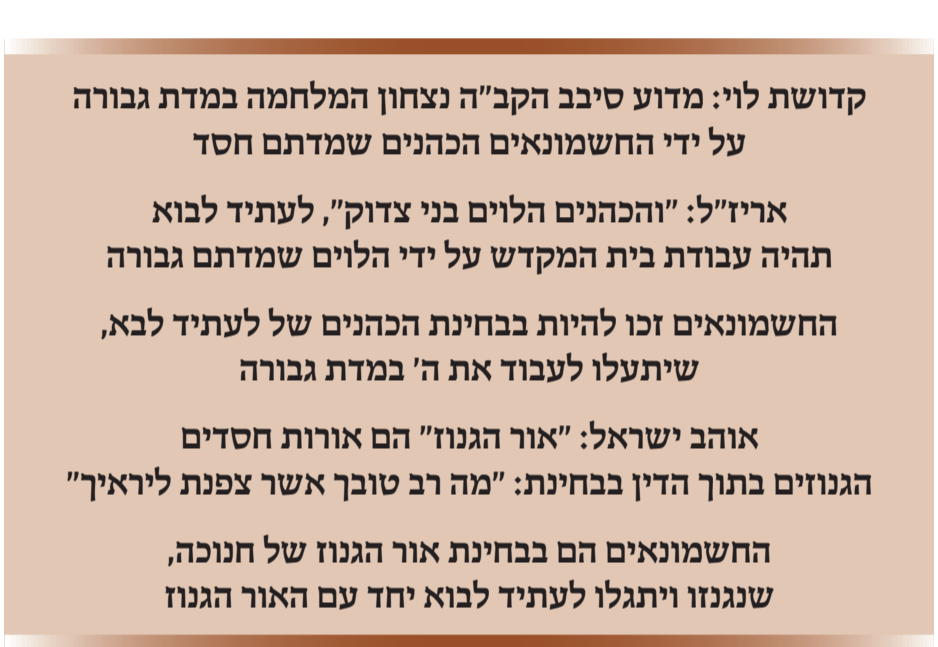 קדושת לוי: מדוע סיבב הקב"ה נצחון המלחמה במדת גבורה
על ידי החשמונאים הכהנים שמדתם חסד
אריז"ל: "והכהנים הלוים בני צדוק", לעתיד לבוא
תהיה עבודת בית המקדש על ידי הלוים שמדתם גבורה
החשמונאים זכו להיות בבחינת הכהנים של לעתיד לבא,
שיתעלו לעבוד את ה' במדת גבורה
אוהב ישראל: "אור הגנוז" הם אורות חסדים
הגנוזים בתוך הדין בבחינת: "מה רב טובך אשר צפנת ליראיך"
החשמונאים הם בבחינת אור הגנוז של חנוכה,
שנגנזו ויתגלו לעתיד לבוא יחד עם האור הגנוז